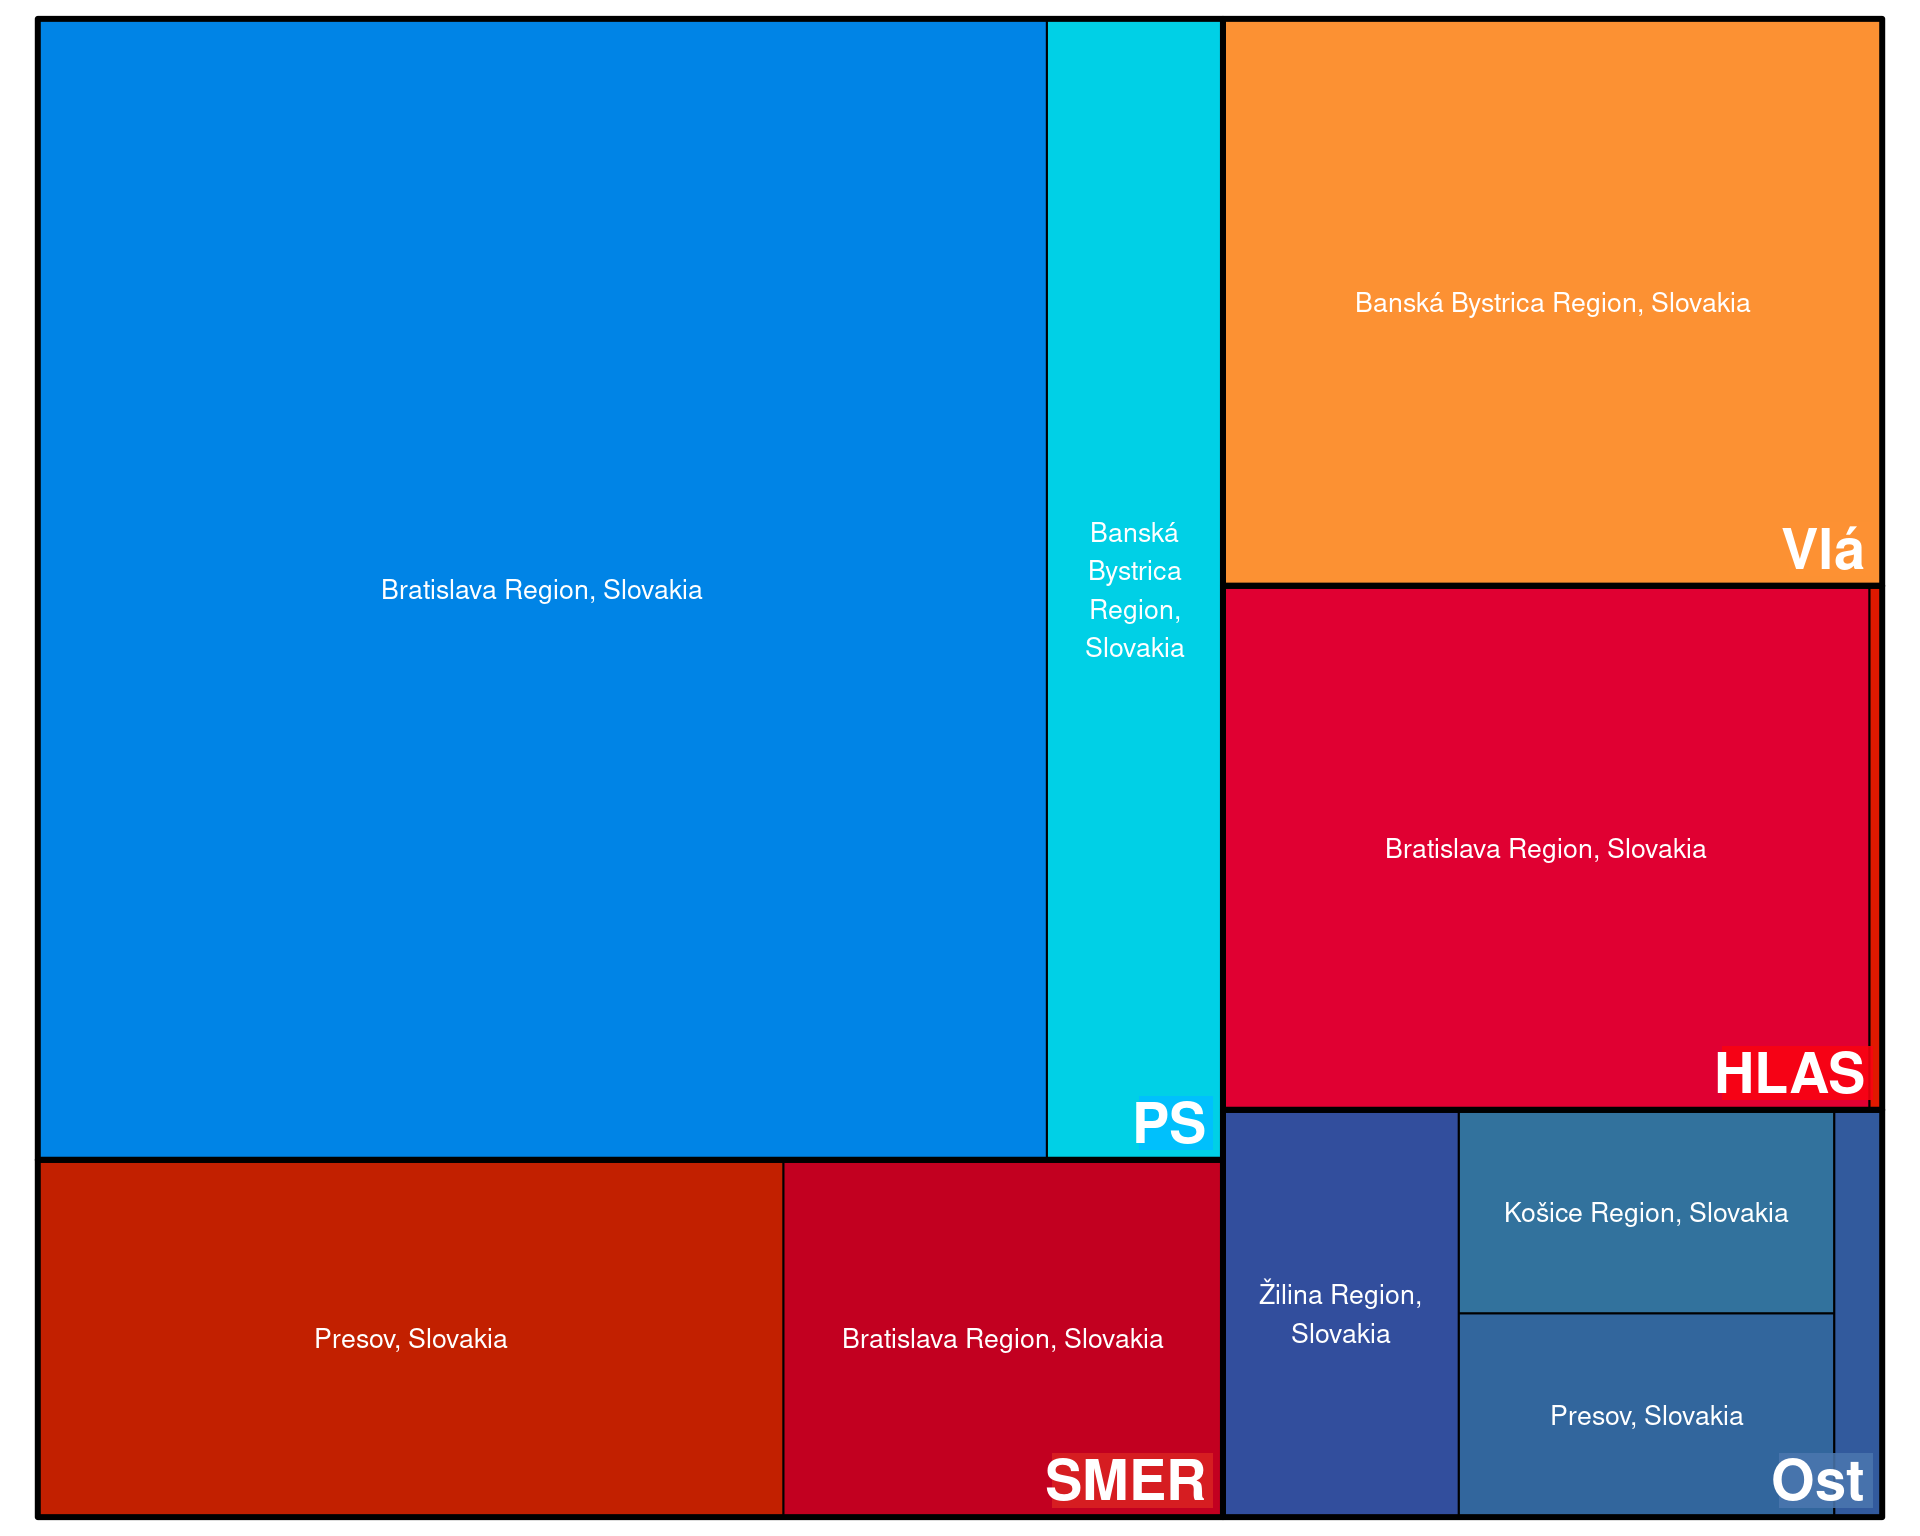 Bratislava Region, Slovakia
Banská
Bystrica
Region,
Slovakia
PS
Banská Bystrica Region, Slovakia
Vlá
Bratislava Region, Slovakia
HLAS
Presov, Slovakia
Bratislava Region, Slovakia
SMER
Žilina Region,
Slovakia
Košice Region, Slovakia
Presov, Slovakia
Ost